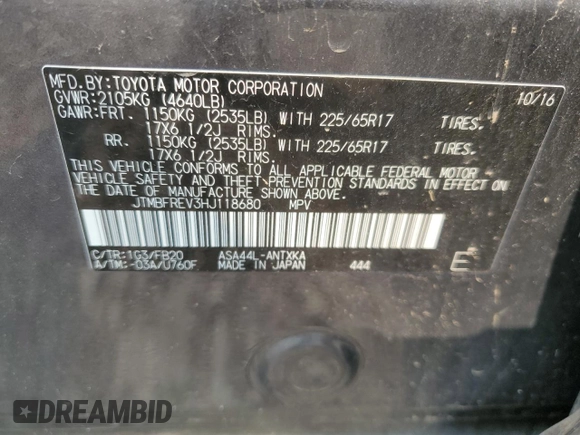 MFD.BY:TOYOTA MOTOR CORPORATION 10/16
GVWR:2105KG (4640LB)
GAWR:FRT. 1150KG (2535LB) WITH 225/65R17 TIRES.
17X6 1/2J RIMS.
RR. 1150KG (2535LB) WITH 225/65R17 TIRES.
17X6 1/2J RIMS.
THIS VEHICLE CONFORMS TO ALL APPLICABLE FEDERAL MOTOR
VEHICLE SAFETY AND THEFT-PREVENTION STANDARDS IN EFFECT ON
THE DATE OF MANUFACTURE SHOWN ABOVE.
JTMBFREV3HJ118680 MPV
C/TR:1G3/FB20 ASA44L-ANTXKA
A/TM:-03A/U760F MADE IN JAPAN 444 E
DREAMBID